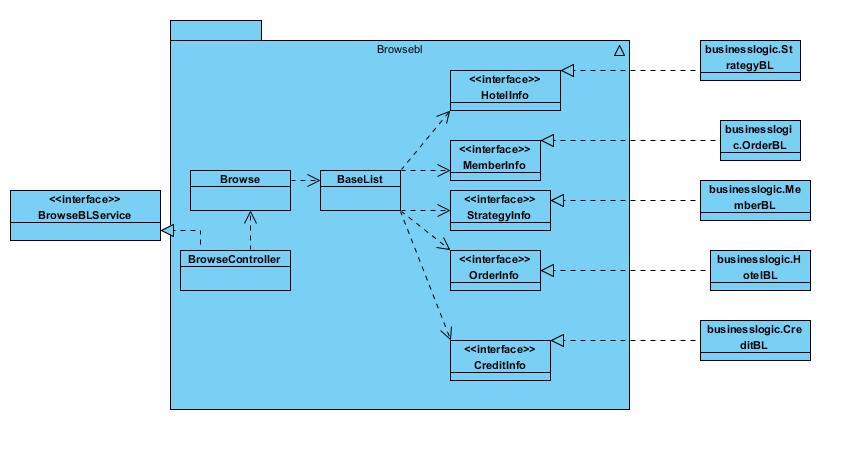 Browsebl
<<interface>>
HotelInfo
businesslogic.St
rategyBL
<<interface>>
MemberInfo
businesslogi
c.OrderBL
<<interface>>
BrowseBLService
Browse
BaseList
<<interface>>
StrategyInfo
businesslogic.Me
mberBL
BrowseController
<<interface>>
OrderInfo
businesslogic.H
otelBL
<<interface>>
CreditInfo
businesslogic.Cre
ditBL